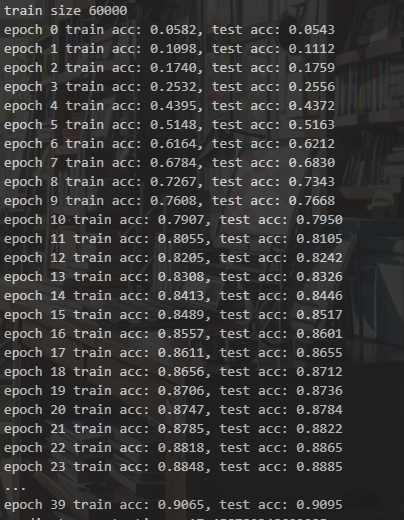 train size 60000
epoch 0 train acc: 0.0582, test acc: 0.0543
epoch 1 train acc: 0.1098, test acc: 0.1112
epoch 2 train acc: 0.1740, test acc: 0.1759
epoch 3 train acc: 0.2532, test acc: 0.2556
epoch 4 train acc: 0.4395, test acc: 0.4372
epoch 5 train acc: 0.5148, test acc: 0.5163
epoch 6 train acc: 0.6164, test acc: 0.6212
epoch 7 train acc: 0.6784, test acc: 0.6830
epoch 8 train acc: 0.7267, test acc: 0.7343
epoch 9 train acc: 0.7608, test acc: 0.7668
epoch 10 train acc: 0.7907, test acc: 0.7950
epoch 11 train acc: 0.8055, test acc: 0.8105
epoch 12 train acc: 0.8205, test acc: 0.8242
epoch 13 train acc: 0.8308, test acc: 0.8326
epoch 14 train acc: 0.8413, test acc: 0.8446
epoch 15 train acc: 0.8489, test acc: 0.8517
epoch 16 train acc: 0.8557, test acc: 0.8601
epoch 17 train acc: 0.8611, test acc: 0.8655
epoch 18 train acc: 0.8656, test acc: 0.8712
epoch 19 train acc: 0.8706, test acc: 0.8736
epoch 20 train acc: 0.8747, test acc: 0.8784
epoch 21 train acc: 0.8785, test acc: 0.8822
epoch 22 train acc: 0.8818, test acc: 0.8865
epoch 23 train acc: 0.8848, test acc: 0.8885
...
epoch 39 train acc: 0.9065, test acc: 0.9095